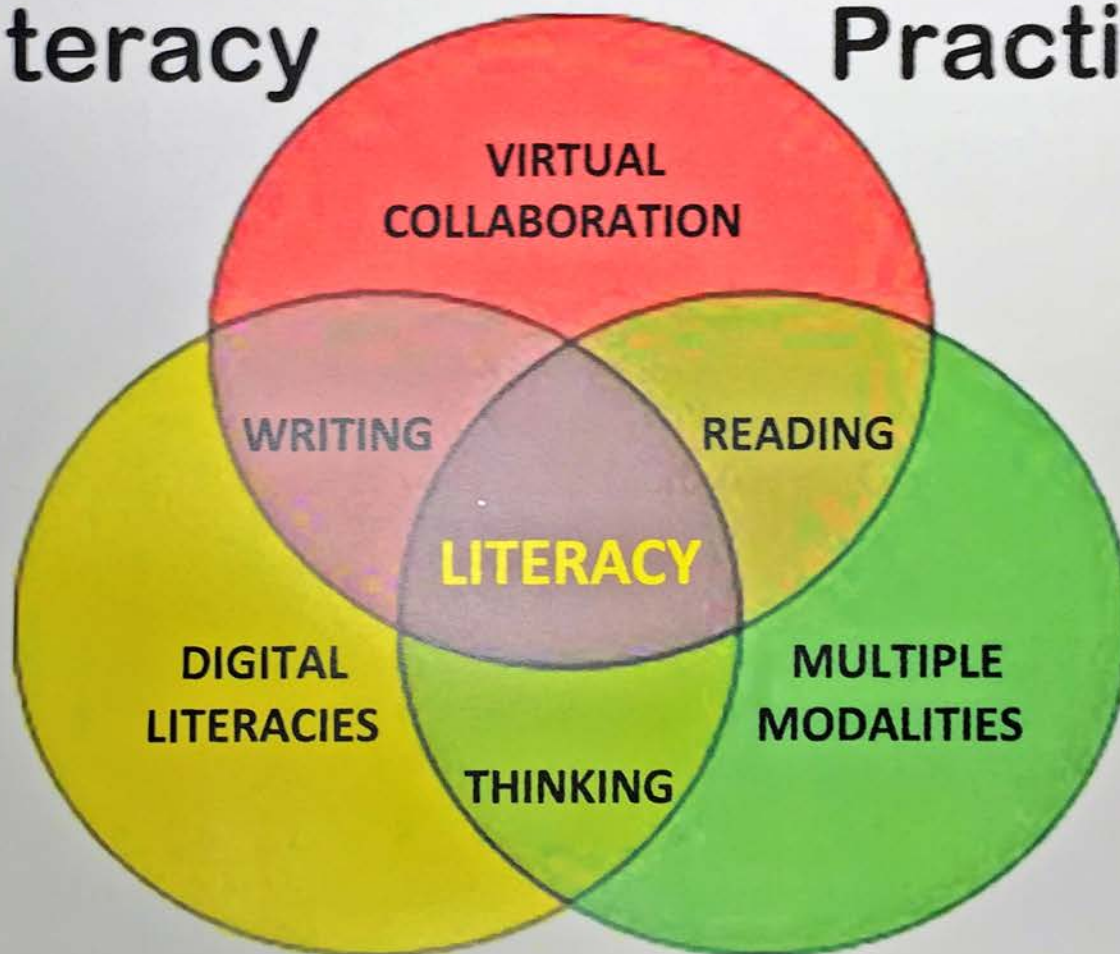 teracy Practi
VIRTUAL
COLLABORATION
WRITING READING
LITERACY
DIGITAL MULTIPLE
LITERACIES MODALITIES
THINKING